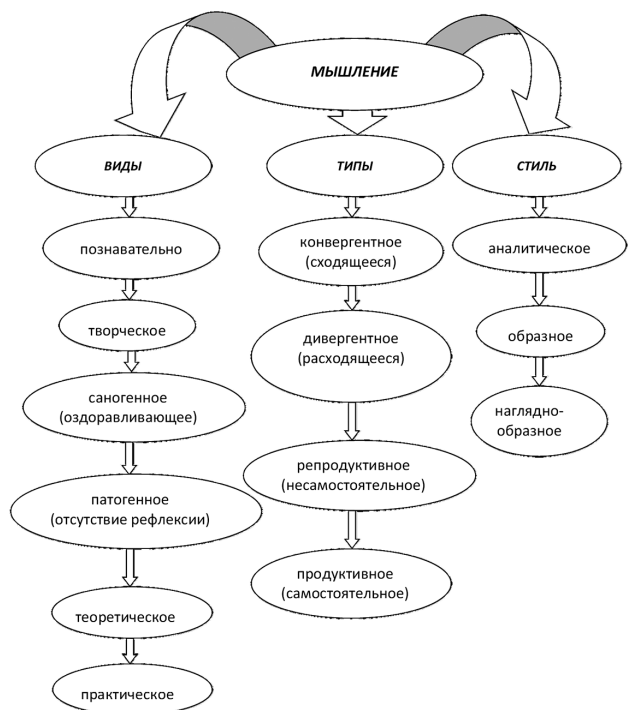 МЫШЛЕНИЕ
ВИДЫ
познавательно
творческое
саногенное
(оздоравливающее)
патогенное
(отсутствие рефлексии)
теоретическое
практическое
ТИПЫ
конвергентное
(сходящееся)
дивергентное
(расходящееся)
репродуктивное
(несамостоятельное)
продуктивное
(самостоятельное)
СТИЛЬ
аналитическое
образное
наглядно-
образное